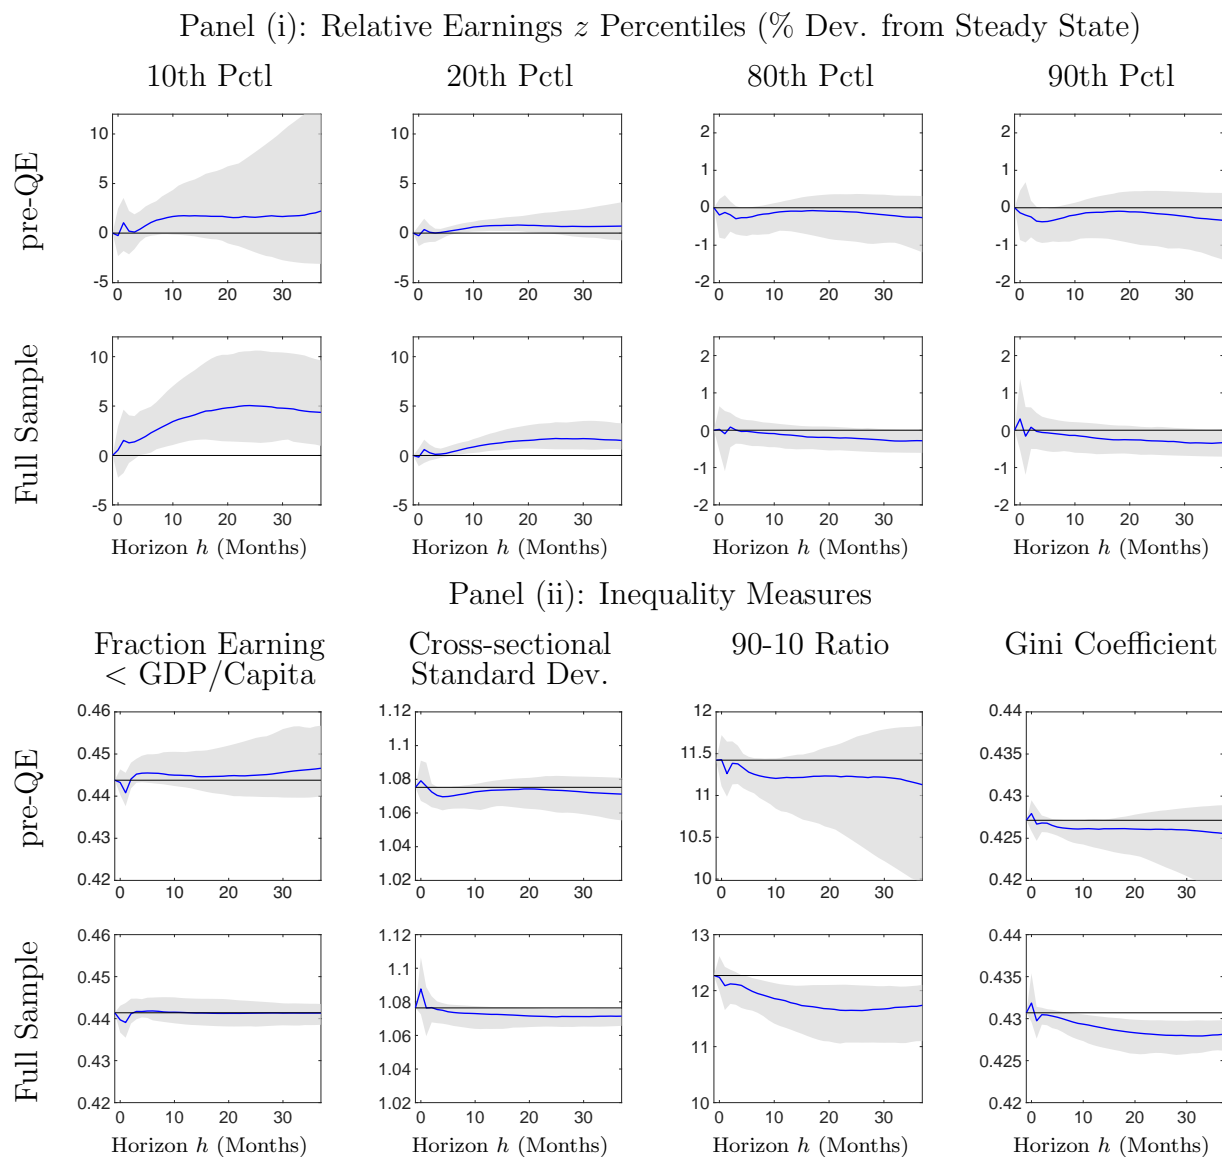 Panel (i): Relative Earnings z Percentiles (% Dev. from Steady State)
10th Pctl 20th Pctl 80th Pctl 90th Pctl
pre-QE
10
5
0
-5
0 10 20 30
10
5
0
-5
0 10 20 30
2
1
0
-1
-2
0 10 20 30
2
1
0
-1
-2
0 10 20 30
Full Sample
10
5
0
-5
0 10 20 30
Horizon h (Months)
10
5
0
-5
0 10 20 30
Horizon h (Months)
2
1
0
-1
-2
0 10 20 30
Horizon h (Months)
2
1
0
-1
-2
0 10 20 30
Horizon h (Months)
Panel (ii): Inequality Measures
Fraction Earning
< GDP/Capita
Cross-sectional
Standard Dev.
90-10 Ratio
Gini Coefficient
pre-QE
0.46
0.45
0.44
0.43
0.42
0 10 20 30
1.12
1.1
1.08
1.06
1.04
1.02
0 10 20 30
12
11.5
11
10.5
10
0 10 20 30
0.44
0.435
0.43
0.425
0.42
0 10 20 30
Full Sample
0.46
0.45
0.44
0.43
0.42
0 10 20 30
Horizon h (Months)
1.12
1.1
1.08
1.06
1.04
1.02
0 10 20 30
Horizon h (Months)
13
12
11
10
0 10 20 30
Horizon h (Months)
0.44
0.435
0.43
0.425
0.42
0 10 20 30
Horizon h (Months)